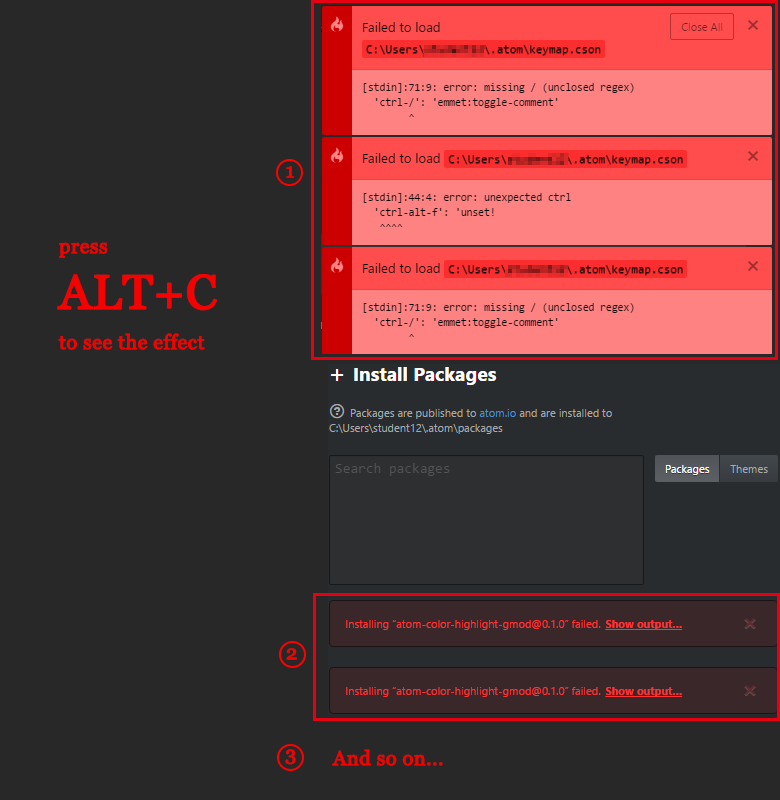 Failed to load
Close All
C:\Users\ \.atom\keymap.cson
[stdin]:71:9: error: missing / (unclosed regex)
'ctrl-/': 'emmet:toggle-comment'
^
①
Failed to load C:\Users\ \.atom\keymap.cson
[stdin]:44:4: error: unexpected ctrl
'ctrl-alt-f': 'unset!
^^^^
press
ALT+C
to see the effect
Failed to load C:\Users\ \.atom\keymap.cson
[stdin]:71:9: error: missing / (unclosed regex)
'ctrl-/': 'emmet:toggle-comment'
^
+ Install Packages
Packages are published to atom.io and are installed to
C:\Users\student12\.atom\packages
Search packages
Packages Themes
②
Installing “atom-color-highlight-gmod@0.1.0” failed. Show output...
Installing “atom-color-highlight-gmod@0.1.0” failed. Show output...
③ And so on...